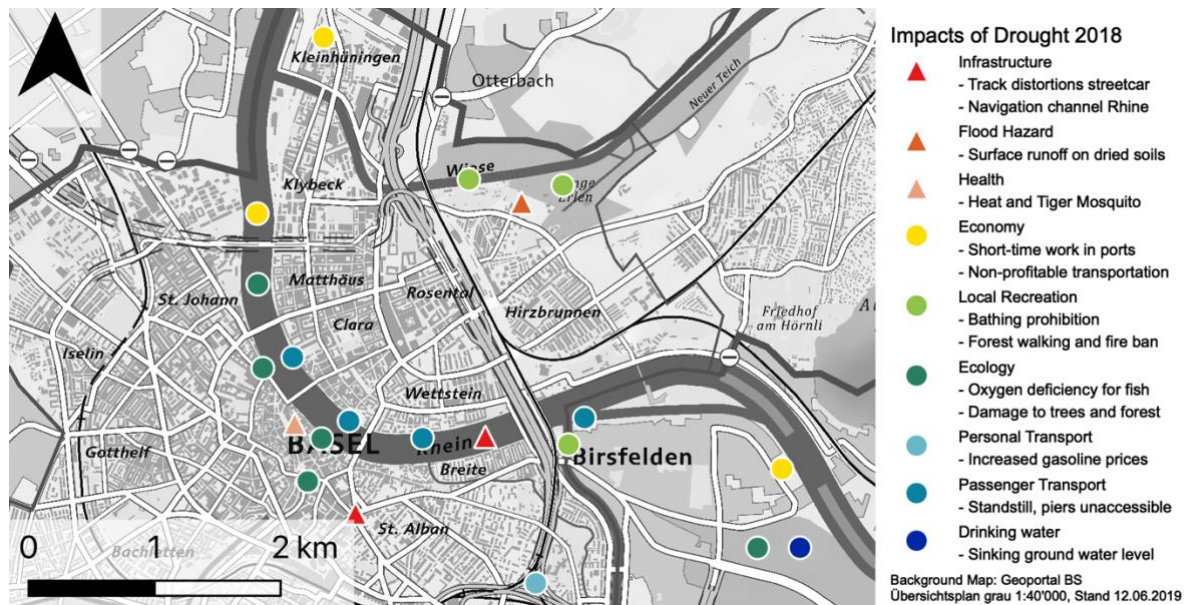 Kleinhüningen
Otterbach
Neuer Teich
Wiese
Klybeck
Lange
Erlen
Matthäus
St. Johann
Rosental
Clara
Hirzbrunnen
Friedhof
am Hörnli
Iselin
Wettstein
BASEL
Rhein
Gotthelf
Breite
Birsfelden
St. Alban
Bachletten
0 1 2 km
Impacts of Drought 2018
Infrastructure
- Track distortions streetcar
- Navigation channel Rhine
Flood Hazard
- Surface runoff on dried soils
Health
- Heat and Tiger Mosquito
Economy
- Short-time work in ports
- Non-profitable transportation
Local Recreation
- Bathing prohibition
- Forest walking and fire ban
Ecology
- Oxygen deficiency for fish
- Damage to trees and forest
Personal Transport
- Increased gasoline prices
Passenger Transport
- Standstill, piers unaccessible
Drinking water
- Sinking ground water level
Background Map: Geoportal BS
Übersichtsplan grau 1:40'000, Stand 12.06.2019